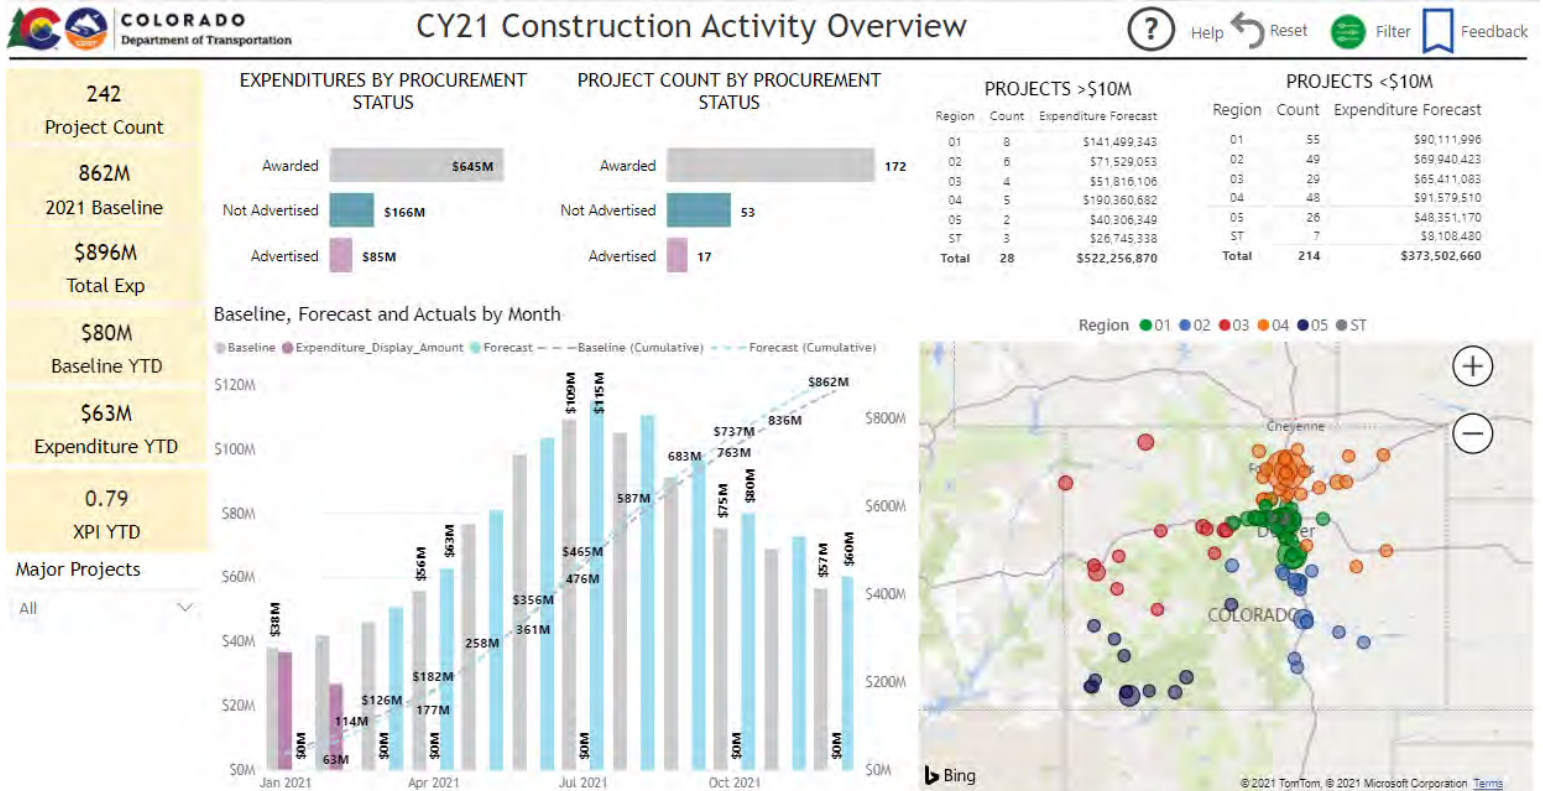 COLORADO
Department of Transportation
CY21 Construction Activity Overview
?
Help
Reset
Filter
Feedback
242
Project Count
862M
2021 Baseline
$896M
Total Exp
$80M
Baseline YTD
$63M
Expenditure YTD
0.79
XPI YTD
Major Projects
All
EXPENDITURES BY PROCUREMENT
STATUS
Awarded $645M
Not Advertised $166M
Advertised $85M
PROJECT COUNT BY PROCUREMENT
STATUS
Awarded 172
Not Advertised 53
Advertised 17
PROJECTS >$10M
Region Count Expenditure Forecast
01 8 $141,499,343
02 6 $71,529,053
03 4 $51,816,106
04 5 $190,360,682
05 2 $40,306,349
ST 3 $26,745,338
Total 28 $522,256,870
PROJECTS <$10M
Region Count Expenditure Forecast
01 55 $90,111,996
02 49 $69,940,423
03 29 $65,411,083
04 48 $91,579,510
05 26 $48,351,170
ST 7 $8,108,480
Total 214 $373,502,660
Baseline, Forecast and Actuals by Month
Baseline Expenditure_Display_Amount Forecast Baseline (Cumulative) Forecast (Cumulative)
$120M
$100M
$80M
$60M
$40M
$20M
$0M
$800M
$600M
$400M
$200M
$0M
$38M
$0M
63M
114M
$126M
$0M
$56M
$63M
$182M
177M
$0M
258M
$356M
361M
$109M
$115M
$465M
476M
$0M
587M
683M
$737M
763M
$75M
$80M
$0M
836M
$862M
$57M
$60M
$0M
Jan 2021 Apr 2021 Jul 2021 Oct 2021
Region 01 02 03 04 05 ST
+
−
Cheyenne
COLORADO
Bing
© 2021 TomTom, © 2021 Microsoft Corporation Terms